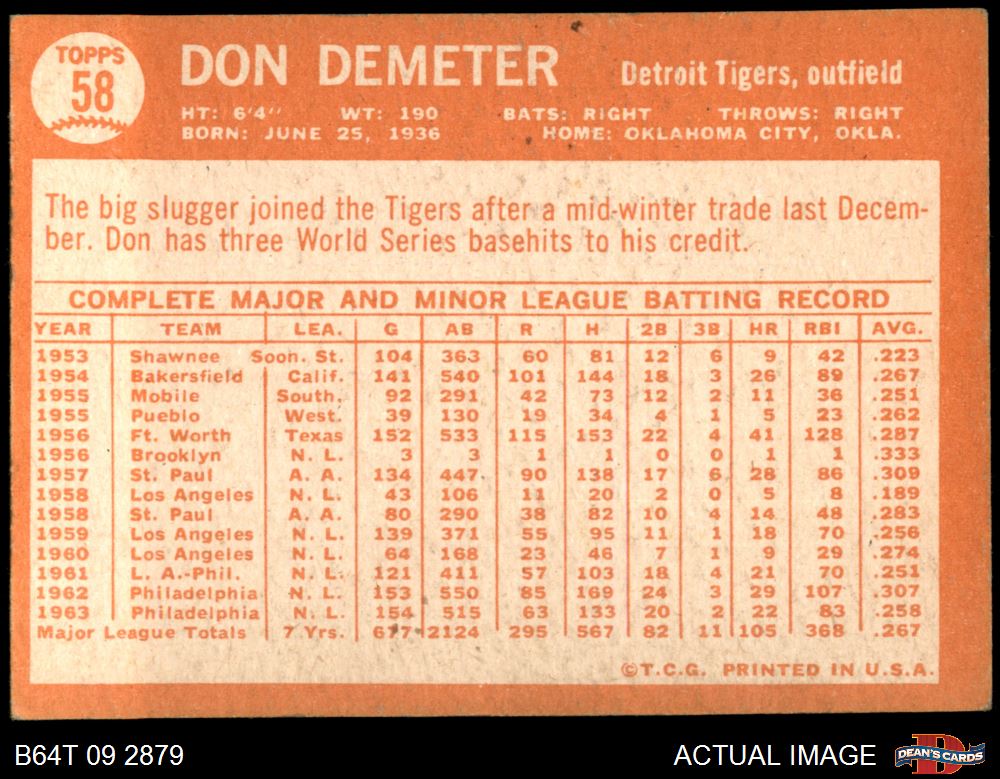 TOPPS
58
DON DEMETER Detroit Tigers, outfield
HT: 6'4" WT: 190 BATS: RIGHT THROWS: RIGHT
BORN: JUNE 25, 1936 HOME: OKLAHOMA CITY, OKLA.
The big slugger joined the Tigers after a mid-winter trade last Decem-
ber. Don has three World Series basehits to his credit.
COMPLETE MAJOR AND MINOR LEAGUE BATTING RECORD
YEAR TEAM LEA. G AB R H 2B 3B HR RBI AVG.
1953 Shawnee Soon. St. 104 363 60 81 12 6 9 42 .223
1954 Bakersfield Calif. 141 540 101 144 18 3 26 89 .267
1955 Mobile South. 92 291 42 73 12 2 11 36 .251
1955 Pueblo West. 39 130 19 34 4 1 5 23 .262
1956 Ft. Worth Texas 152 533 115 153 22 4 41 128 .287
1956 Brooklyn N. L. 3 3 1 1 0 0 1 1 .333
1957 St. Paul A. A. 134 447 90 138 17 6 28 86 .309
1958 Los Angeles N. L. 43 106 11 20 2 0 5 8 .189
1958 St. Paul A. A. 80 290 38 82 10 4 14 48 .283
1959 Los Angeles N. L. 139 371 55 95 11 1 18 70 .256
1960 Los Angeles N. L. 64 168 23 46 7 1 9 29 .274
1961 L. A.-Phil. N. L. 121 411 57 103 18 4 21 70 .251
1962 Philadelphia N. L. 153 550 85 169 24 3 29 107 .307
1963 Philadelphia N. L. 154 515 63 133 20 2 22 83 .258
Major League Totals 7 Yrs. 677 2124 295 567 82 11 105 368 .267
©T.C.G. PRINTED IN U.S.A.
B64T 09 2879 ACTUAL IMAGE D DEAN'S CARDS